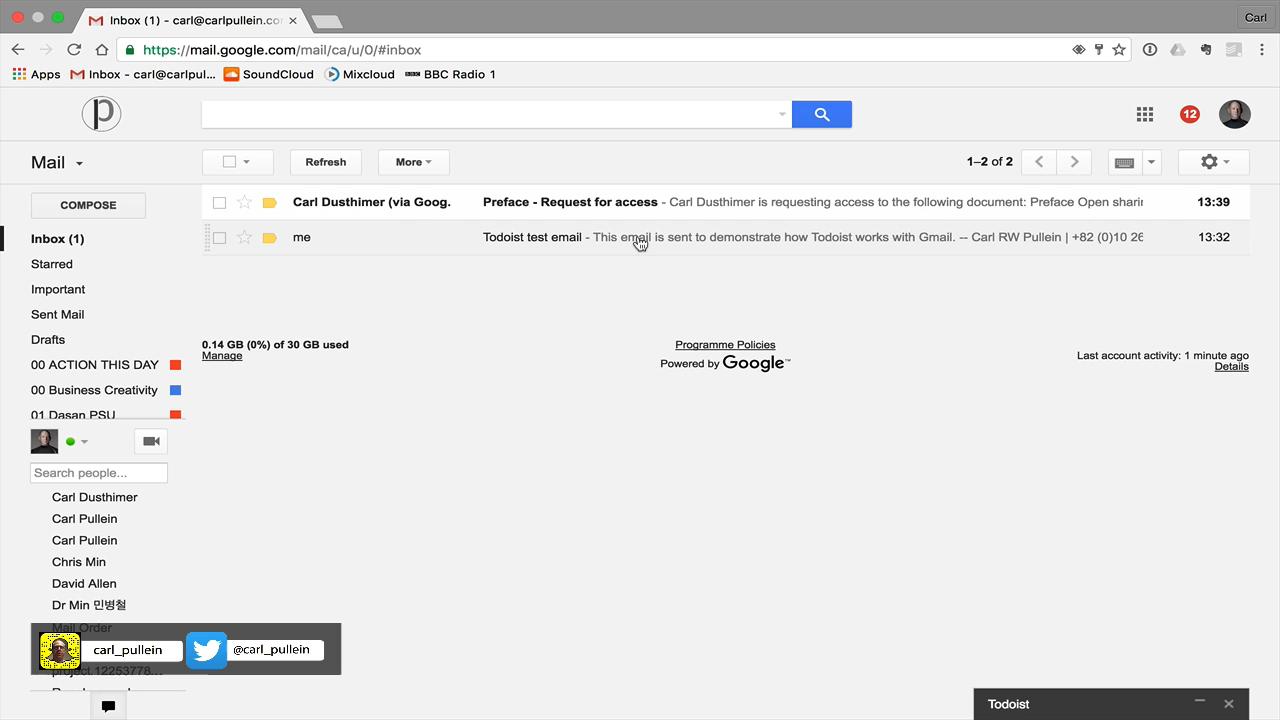 Inbox (1) - carl@carlpullein.co
Carl
https://mail.google.com/mail/ca/u/0/#inbox
Apps
Inbox - carl@carlpul...
SoundCloud
Mixcloud
BBC Radio 1
p
12
Mail
Refresh
More
1–2 of 2
COMPOSE
Carl Dusthimer (via Goog. Preface - Request for access - Carl Dusthimer is requesting access to the following document: Preface Open sharin 13:39
me Todoist test email - This email is sent to demonstrate how Todoist works with Gmail. -- Carl RW Pullein | +82 (0)10 26 13:32
Inbox (1)
Starred
Important
Sent Mail
Drafts
00 ACTION THIS DAY
00 Business Creativity
01 Dasan PSU
0.14 GB (0%) of 30 GB used
Manage
Programme Policies
Powered by Google™
Last account activity: 1 minute ago
Details
Search people...
Carl Dusthimer
Carl Pullein
Carl Pullein
Chris Min
David Allen
Dr Min 민병철
Mail Order
carl_pullein
@carl_pullein
project.12253778...
Todoist